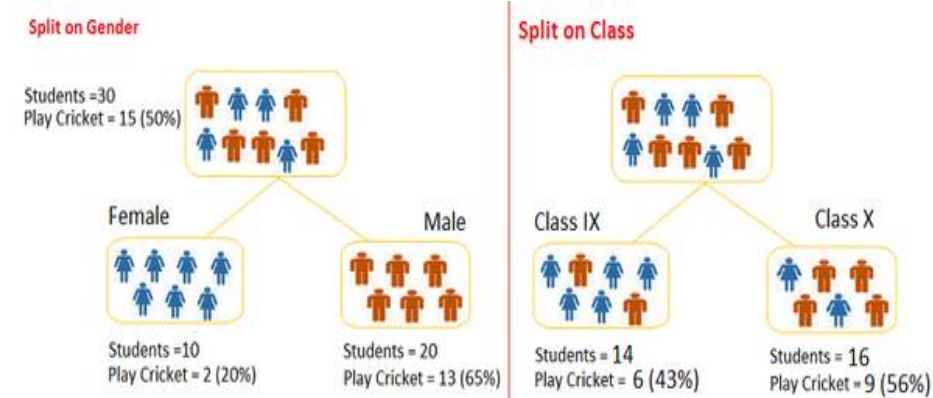 Split on Gender
Students =30
Play Cricket = 15 (50%)
Female
Male
Students =10
Play Cricket = 2 (20%)
Students = 20
Play Cricket = 13 (65%)
Split on Class
Class IX
Class X
Students = 14
Play Cricket = 6 (43%)
Students = 16
Play Cricket = 9 (56%)